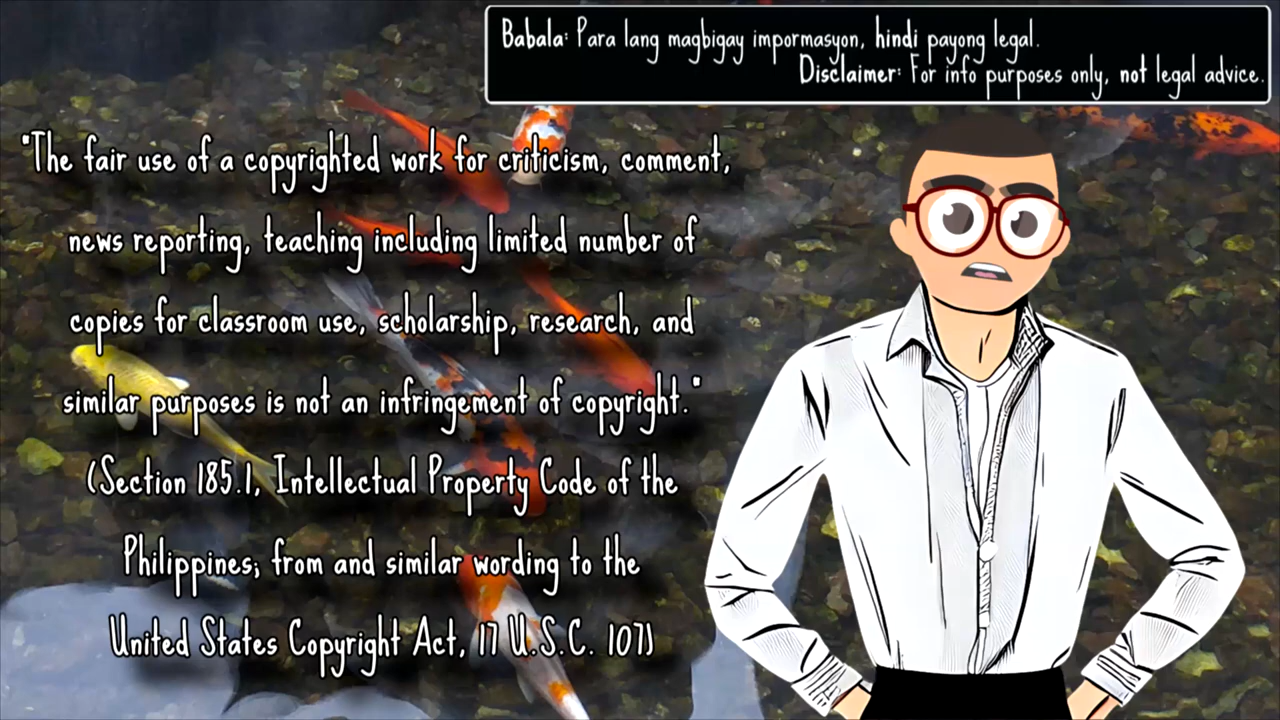 Babala: Para lang magbigay impormasyon, hindi payong legal.
Disclaimer: For info purposes only, not legal advice.
"The fair use of a copyrighted work for criticism, comment,
news reporting, teaching including limited number of
copies for classroom use, scholarship, research, and
similar purposes is not an infringement of copyright."
(Section 185.1, Intellectual Property Code of the
Philippines; from and similar wording to the
United States Copyright Act, 17 U.S.C. 107)